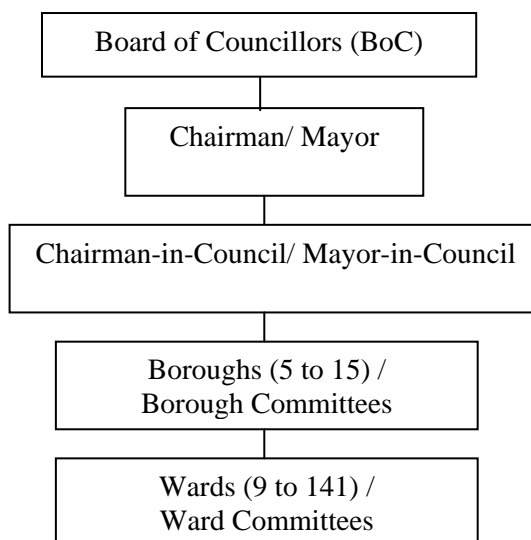 Board of Councillors (BoC)
Chairman/ Mayor
Chairman-in-Council/ Mayor-in-Council
Boroughs (5 to 15) /
Borough Committees
Wards (9 to 141) /
Ward Committees